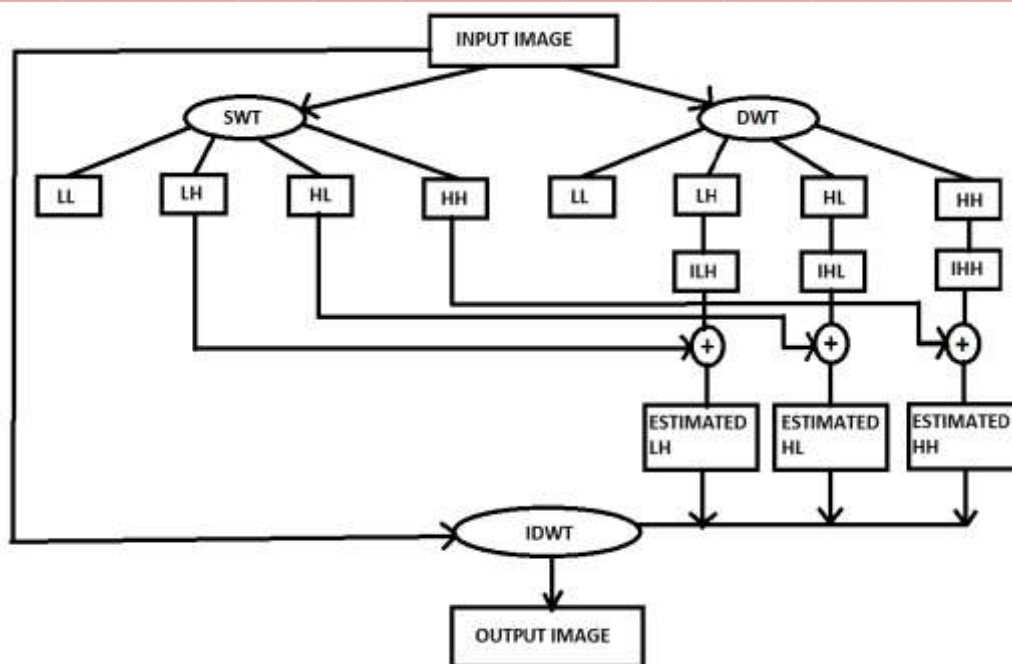 INPUT IMAGE
SWT
DWT
LL
LH
HL
HH
LL
LH
HL
HH
ILH
IHL
IHH
+
+
+
ESTIMATED
LH
ESTIMATED
HL
ESTIMATED
HH
IDWT
OUTPUT IMAGE